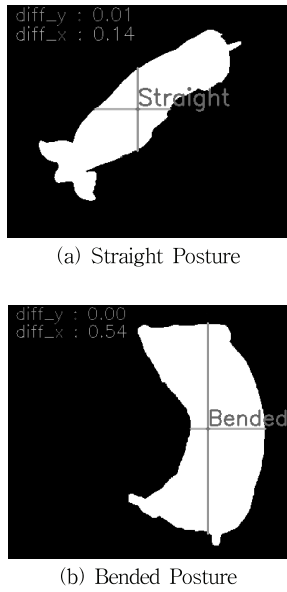 diff_y : 0.01
diff_x : 0.14
Straight
(a) Straight Posture
diff_y : 0.00
diff_x : 0.54
Bended
(b) Bended Posture